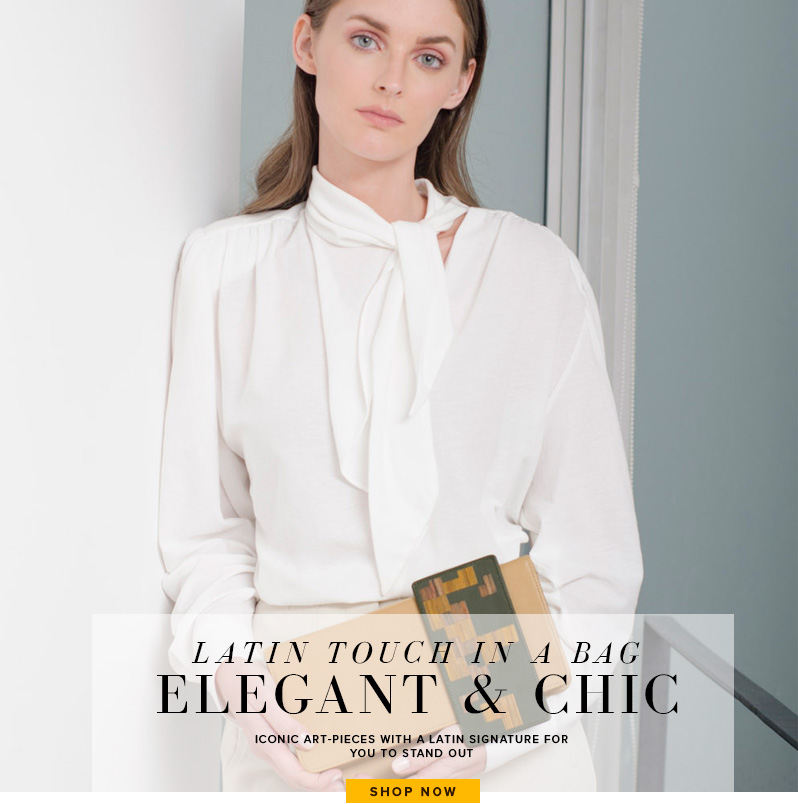 LATIN TOUCH IN A BAG
ELEGANT & CHIC
ICONIC ART-PIECES WITH A LATIN SIGNATURE FOR
YOU TO STAND OUT
SHOP NOW